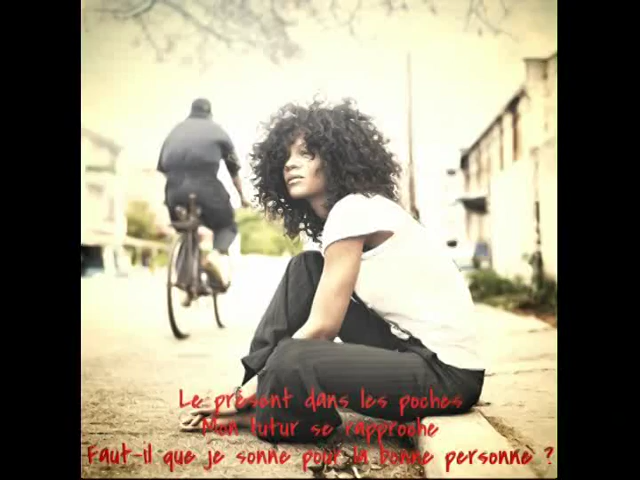 Le présent dans les poches
Mon futur se rapproche
Faut-il que je sonne pour la bonne personne ?